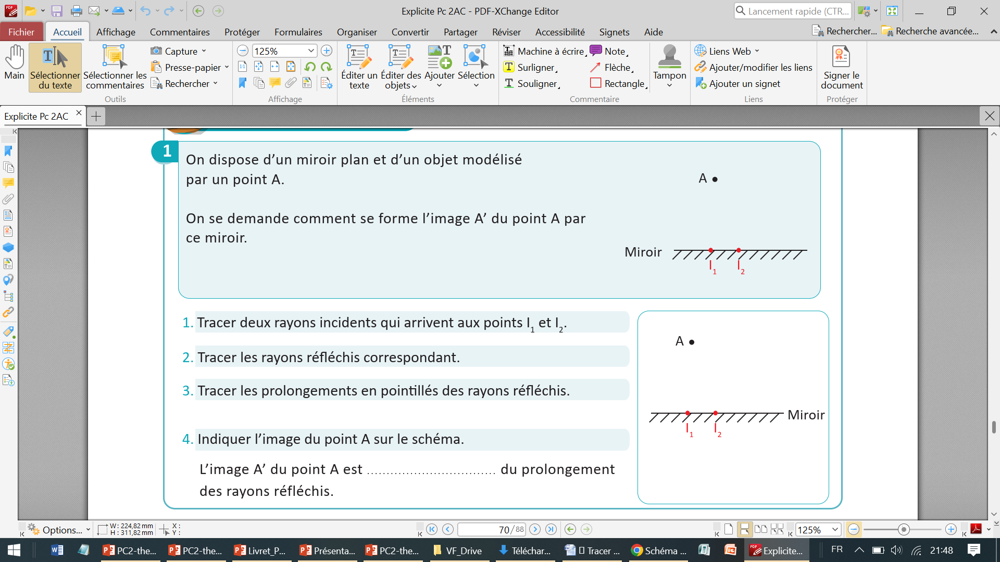 Explicite Pc 2AC - PDF-XChange Editor
Lancement rapide (CTR...
Fichier
Accueil
Affichage
Commentaires
Protéger
Formulaires
Organiser
Convertir
Partager
Réviser
Accessibilité
Signets
Aide
Rechercher...
Recherche avancée...
Main
Sélectionner du texte
Sélectionner les commentaires
Capture
Presse-papier
Rechercher
Outils
125%
Affichage
Éditer un texte
Éditer des objets
Ajouter
Sélection
Éléments
Machine à écrire
Surligner
Souligner
Note
Flèche
Rectangle
Commentaire
Tampon
Liens Web
Ajouter/modifier les liens
Ajouter un signet
Liens
Signer le document
Protéger
Explicite Pc 2AC
1
On dispose d’un miroir plan et d’un objet modélisé
par un point A.
On se demande comment se forme l’image A’ du point A par
ce miroir.
A
Miroir
I1 I2
1. Tracer deux rayons incidents qui arrivent aux points I1 et I2.
2. Tracer les rayons réfléchis correspondant.
3. Tracer les prolongements en pointillés des rayons réfléchis.
4. Indiquer l’image du point A sur le schéma.
L’image A’ du point A est ................................. du prolongement
des rayons réfléchis.
A
Miroir
I1 I2
Options...
W : 224,82 mm
H : 311,82 mm
X :
Y :
70 / 88
125%
PC2-the...
PC2-the...
Livret_P...
Présenta...
PC2-the...
VF_Drive
Téléchar...
Tracer ...
Schéma ...
Explicite...
FR
21:48